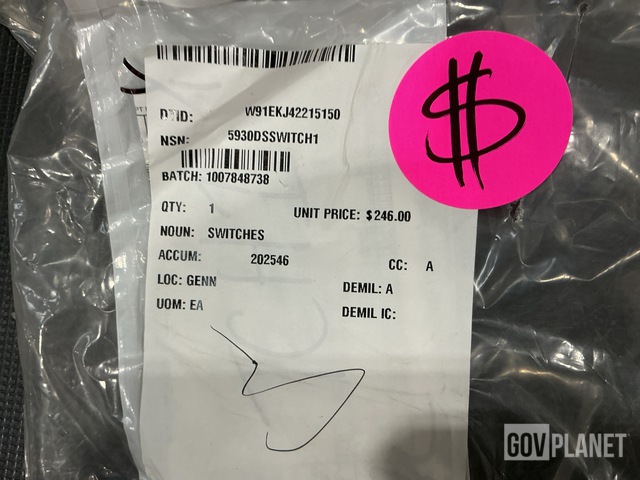 DTID: W91EKJ42215150
NSN: 5930DSSWITCH1
BATCH: 1007848738
QTY: 1 UNIT PRICE: $246.00
NOUN: SWITCHES
ACCUM: 202546 CC: A
LOC: GENN DEMIL: A
UOM: EA DEMIL IC:
$
GOVPLANET